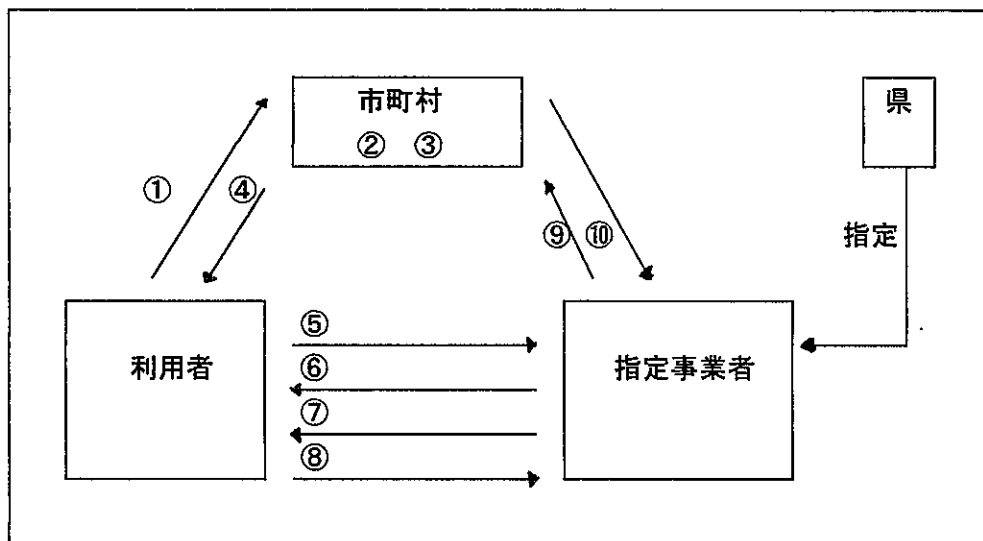 市町村
② ③
県
① ④
⑨ ⑩
指定
利用者
⑤
⑥
⑦
⑧
指定事業者